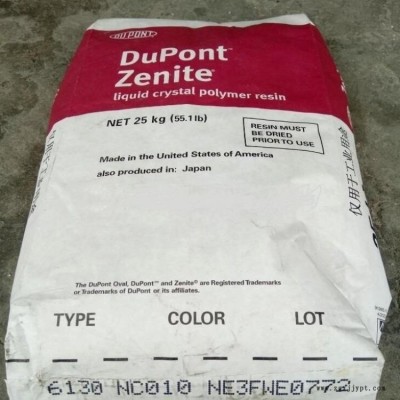 DUPONT
DuPont™
Zenite®
liquid crystal polymer resin
NET 25 kg (55.1 lb)
RESIN MUST
BE DRIED
PRIOR TO USE
Made in the United States of America
also produced in: Japan
仅用于工业用途
The DuPont Oval, DuPont™ and Zenite® are Registered Trademarks
or Trademarks of DuPont or its affiliates.
TYPE COLOR LOT
6130 NC010 NE3FWE0773